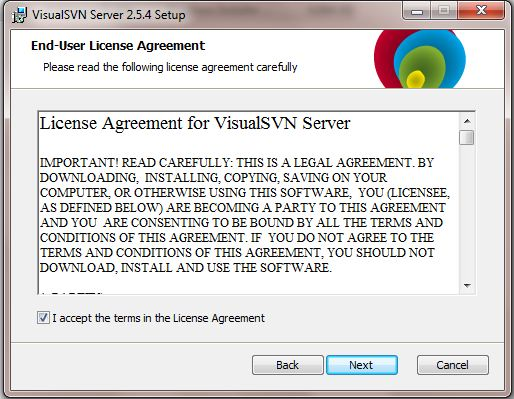 VisualSVN Server 2.5.4 Setup
End-User License Agreement
Please read the following license agreement carefully
License Agreement for VisualSVN Server
IMPORTANT! READ CAREFULLY: THIS IS A LEGAL AGREEMENT. BY
DOWNLOADING, INSTALLING, COPYING, SAVING ON YOUR
COMPUTER, OR OTHERWISE USING THIS SOFTWARE, YOU (LICENSEE,
AS DEFINED BELOW) ARE BECOMING A PARTY TO THIS AGREEMENT
AND YOU ARE CONSENTING TO BE BOUND BY ALL THE TERMS AND
CONDITIONS OF THIS AGREEMENT. IF YOU DO NOT AGREE TO THE
TERMS AND CONDITIONS OF THIS AGREEMENT, YOU SHOULD NOT
DOWNLOAD, INSTALL AND USE THE SOFTWARE.
I accept the terms in the License Agreement
Back
Next
Cancel